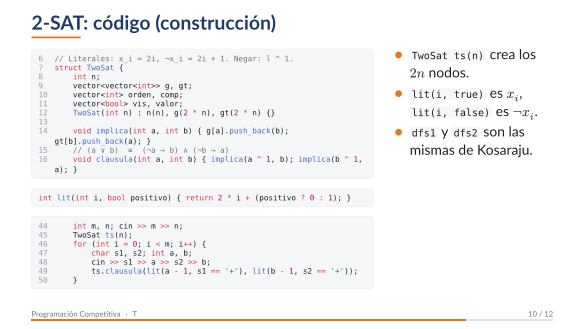 2-SAT: código (construcción)
6 // Literales: x_i = 2i, ¬x_i = 2i + 1. Negar: l ^ 1.
7 struct TwoSat {
8 int n;
9 vector<vector<int>> g, gt;
10 vector<int> orden, comp;
11 vector<bool> vis, valor;
12 TwoSat(int n) : n(n), g(2 * n), gt(2 * n) {}
13
14 void implica(int a, int b) { g[a].push_back(b);
gt[b].push_back(a); }
15 // (a ∨ b) ≡ (¬a → b) ∧ (¬b → a)
16 void clausula(int a, int b) { implica(a ^ 1, b); implica(b ^ 1,
a); }
int lit(int i, bool positivo) { return 2 * i + (positivo ? 0 : 1); }
44 int m, n; cin >> m >> n;
45 TwoSat ts(n);
46 for (int i = 0; i < m; i++) {
47 char s1, s2; int a, b;
48 cin >> s1 >> a >> s2 >> b;
49 ts.clausula(lit(a - 1, s1 == '+'), lit(b - 1, s2 == '+'));
50 }
TwoSat ts(n) crea los
2n nodos.
lit(i, true) es x_i,
lit(i, false) es ¬x_i.
dfs1 y dfs2 son las
mismas de Kosaraju.
Programación Competitiva · T
10 / 12